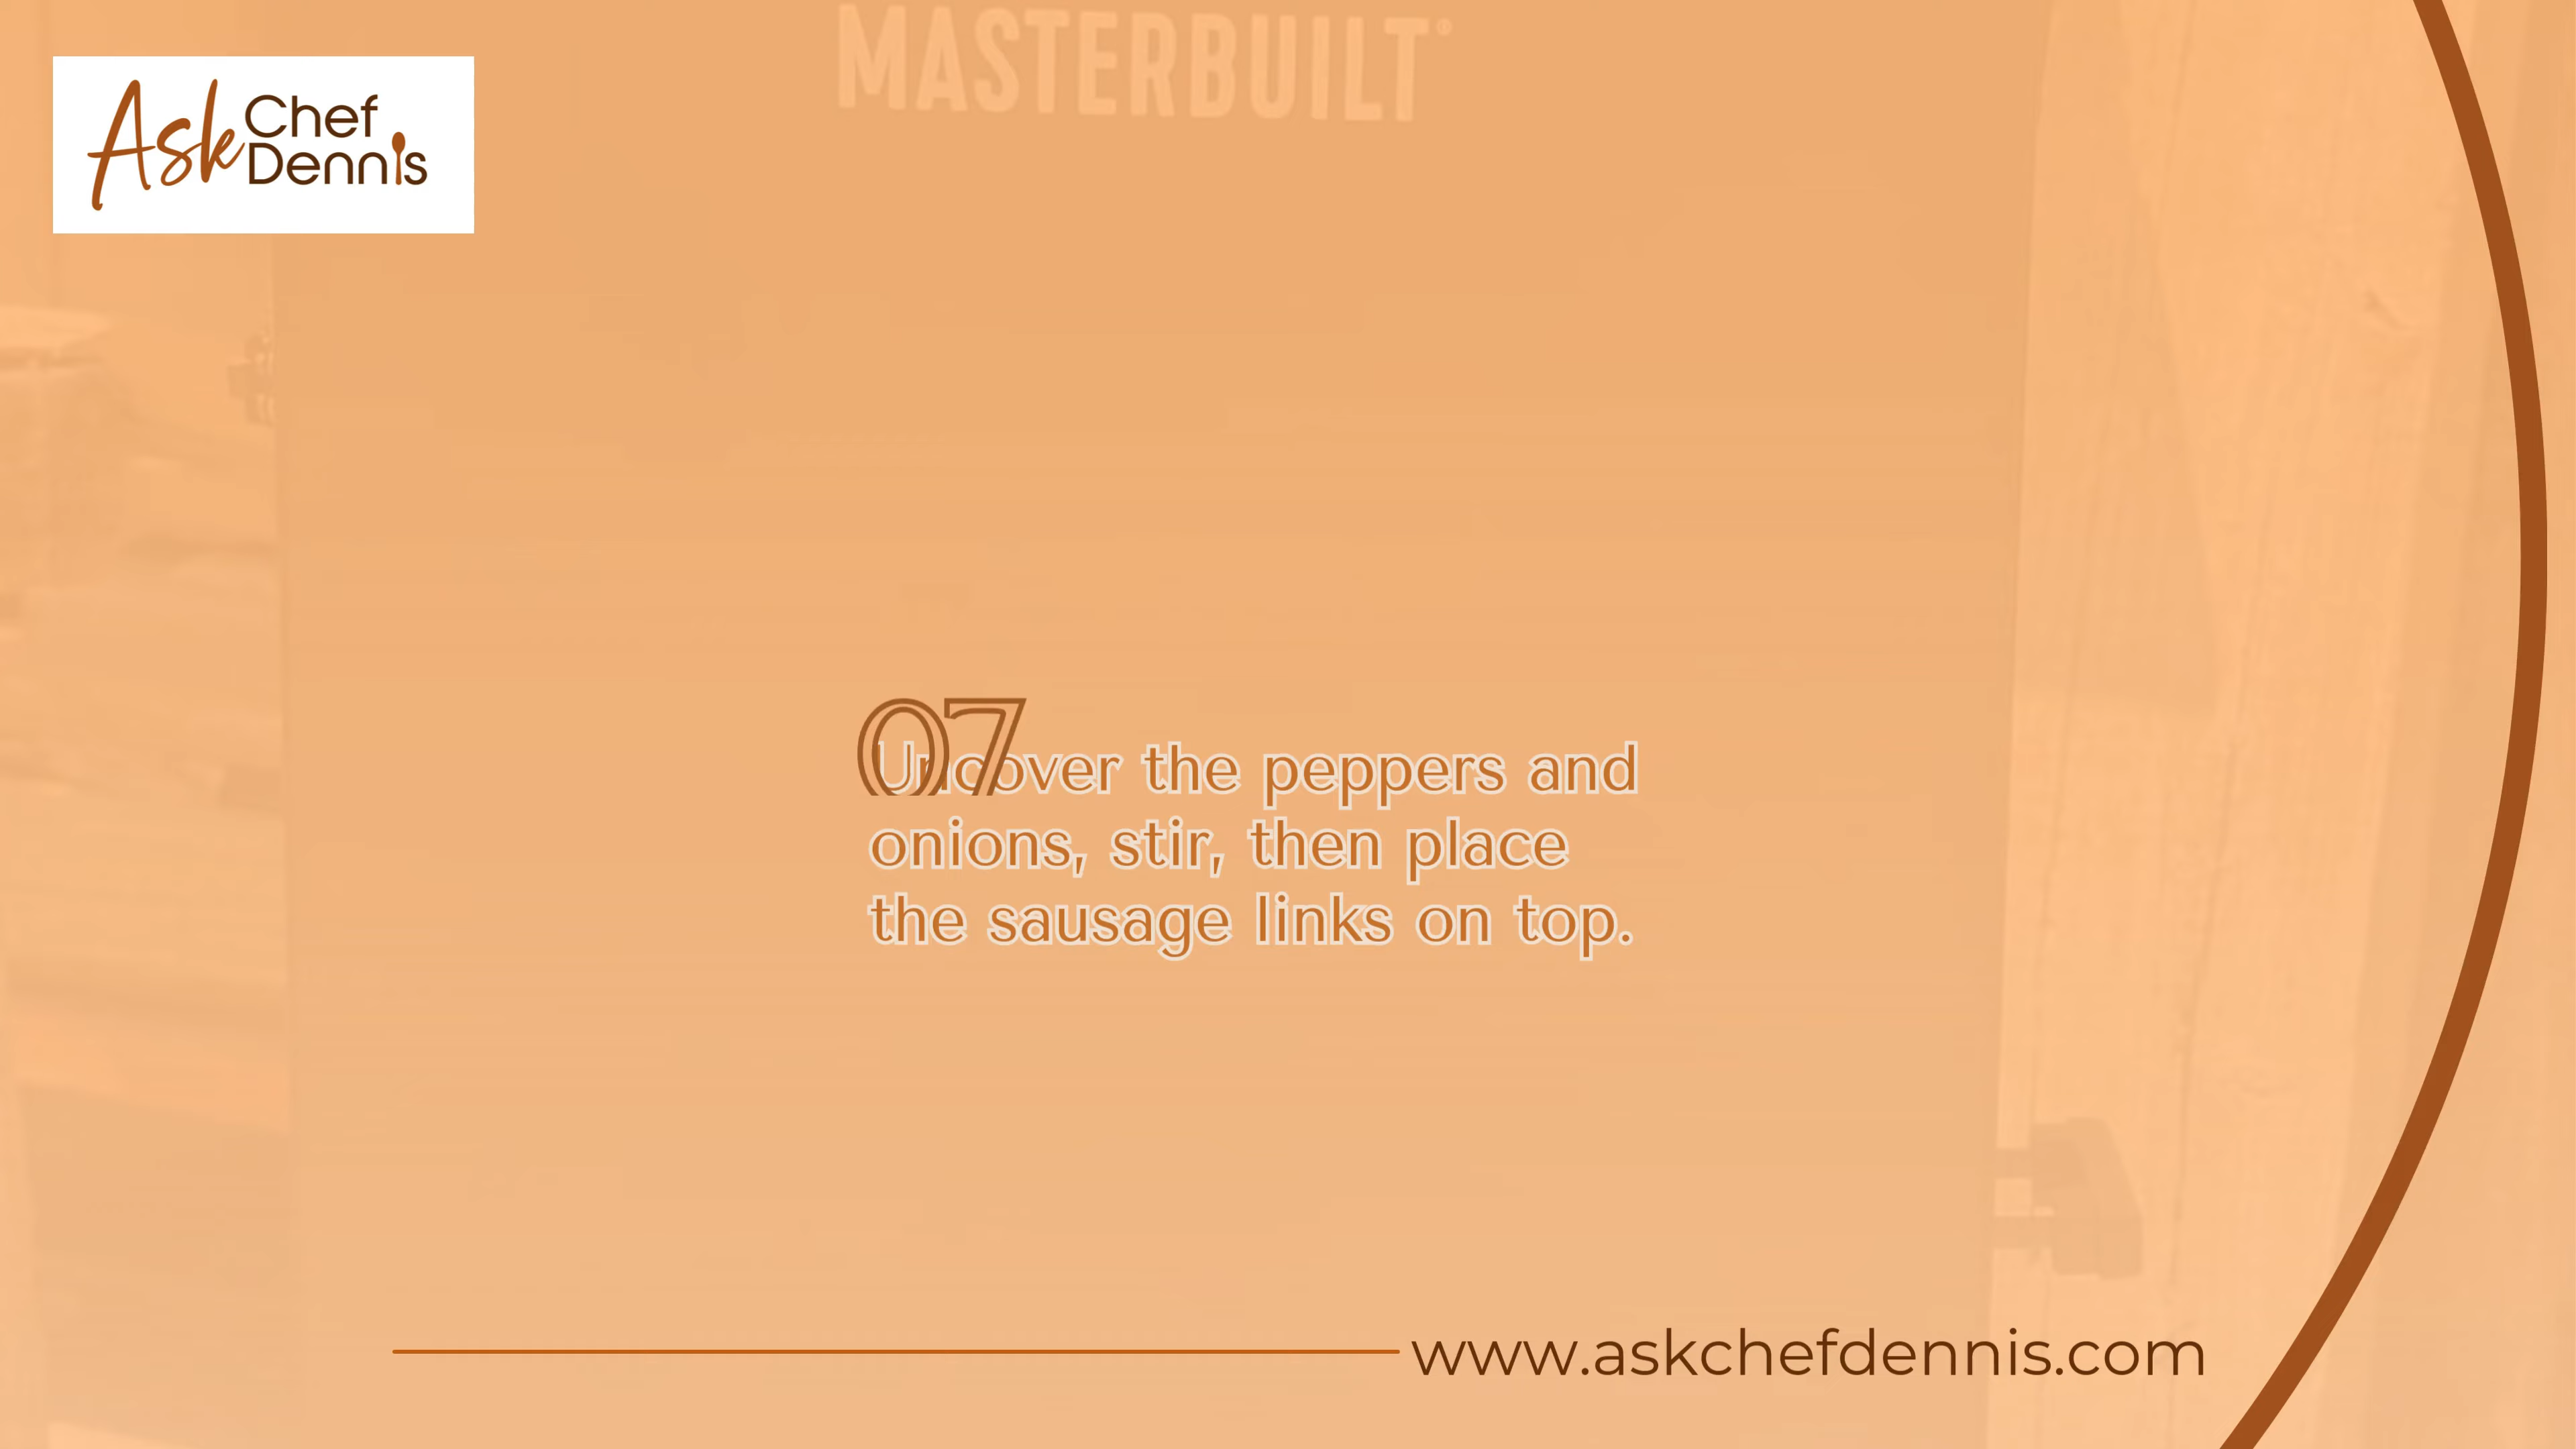 MASTERBUILT®
Ask Chef
Dennis
07
Uncover the peppers and
onions, stir, then place
the sausage links on top.
www.askchefdennis.com